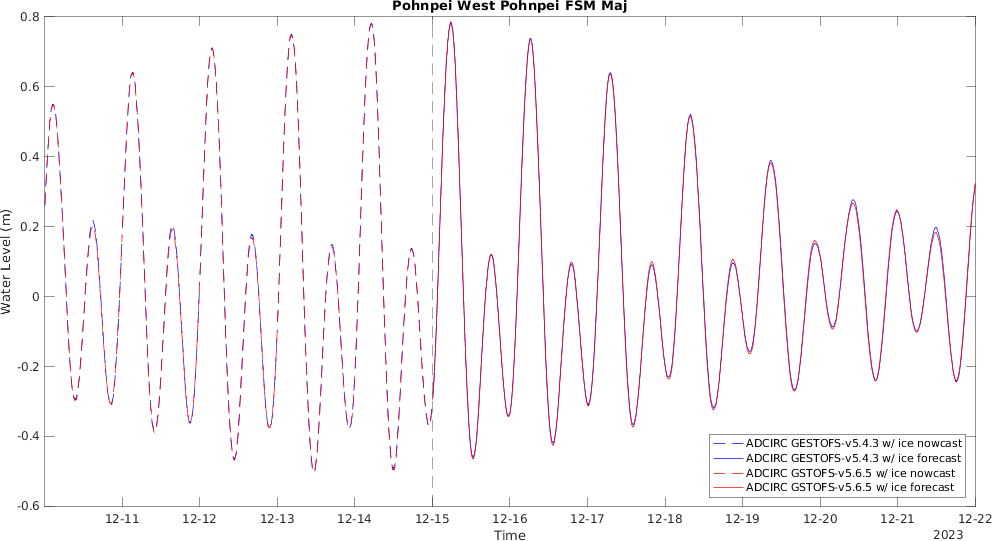 Pohnpei West Pohnpei FSM Maj
0.8
0.6
0.4
0.2
0
-0.2
-0.4
-0.6
Water Level (m)
ADCIRC GESTOFS-v5.4.3 w/ ice nowcast
ADCIRC GESTOFS-v5.4.3 w/ ice forecast
ADCIRC GSTOFS-v5.6.5 w/ ice nowcast
ADCIRC GSTOFS-v5.6.5 w/ ice forecast
12-11 12-12 12-13 12-14 12-15 12-16 12-17 12-18 12-19 12-20 12-21 12-22
Time
2023